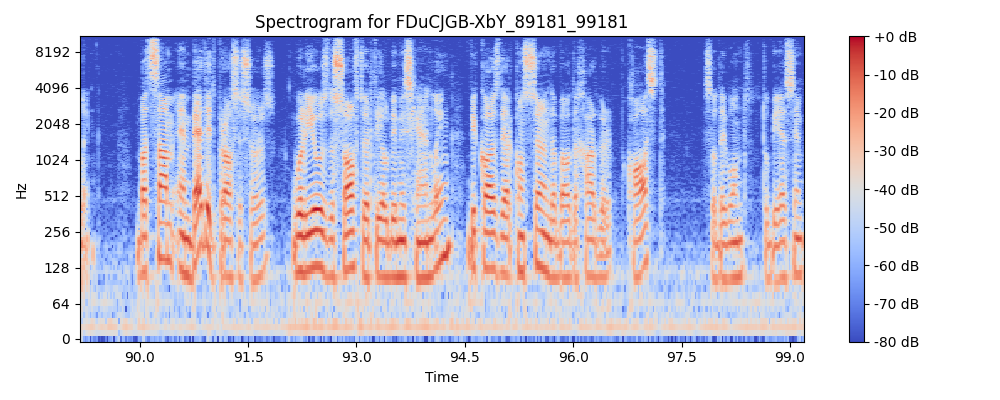 Spectrogram for FDuCJGB-XbY_89181_99181
Hz
8192
4096
2048
1024
512
256
128
64
0
90.0 91.5 93.0 94.5 96.0 97.5 99.0
Time
+0 dB
-10 dB
-20 dB
-30 dB
-40 dB
-50 dB
-60 dB
-70 dB
-80 dB